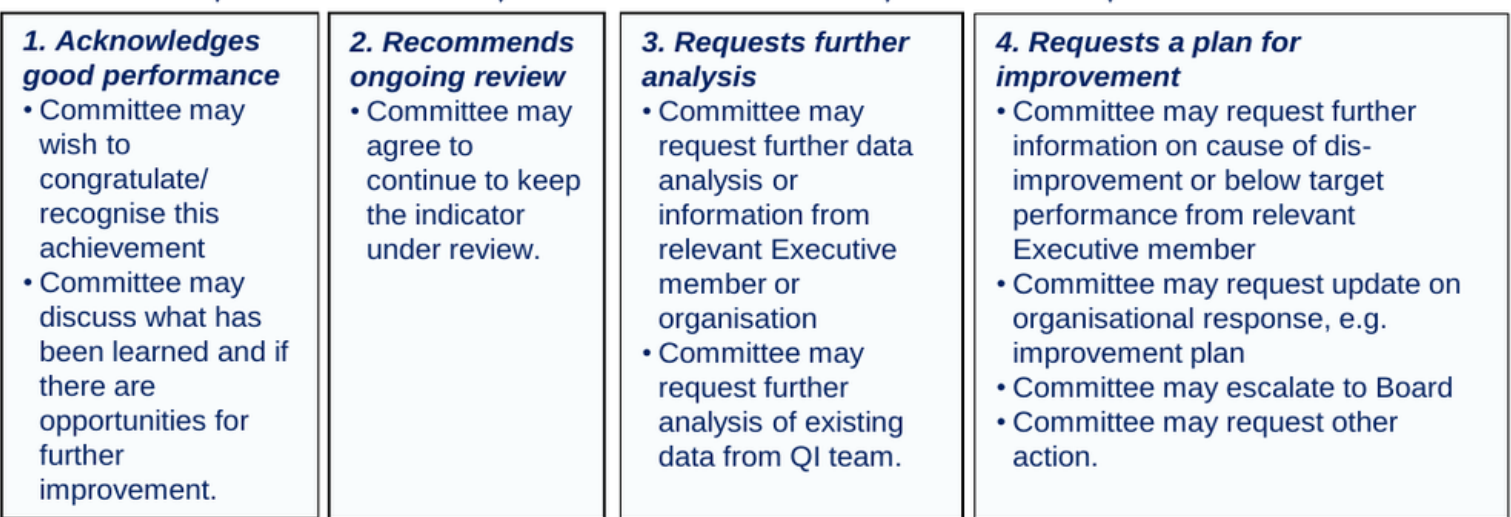 1. Acknowledges
good performance
• Committee may
wish to
congratulate/
recognise this
achievement
• Committee may
discuss what has
been learned and if
there are
opportunities for
further
improvement.
2. Recommends
ongoing review
• Committee may
agree to
continue to keep
the indicator
under review.
3. Requests further
analysis
• Committee may
request further data
analysis or
information from
relevant Executive
member or
organisation
• Committee may
request further
analysis of existing
data from QI team.
4. Requests a plan for
improvement
• Committee may request further
information on cause of dis-
improvement or below target
performance from relevant
Executive member
• Committee may request update on
organisational response, e.g.
improvement plan
• Committee may escalate to Board
• Committee may request other
action.